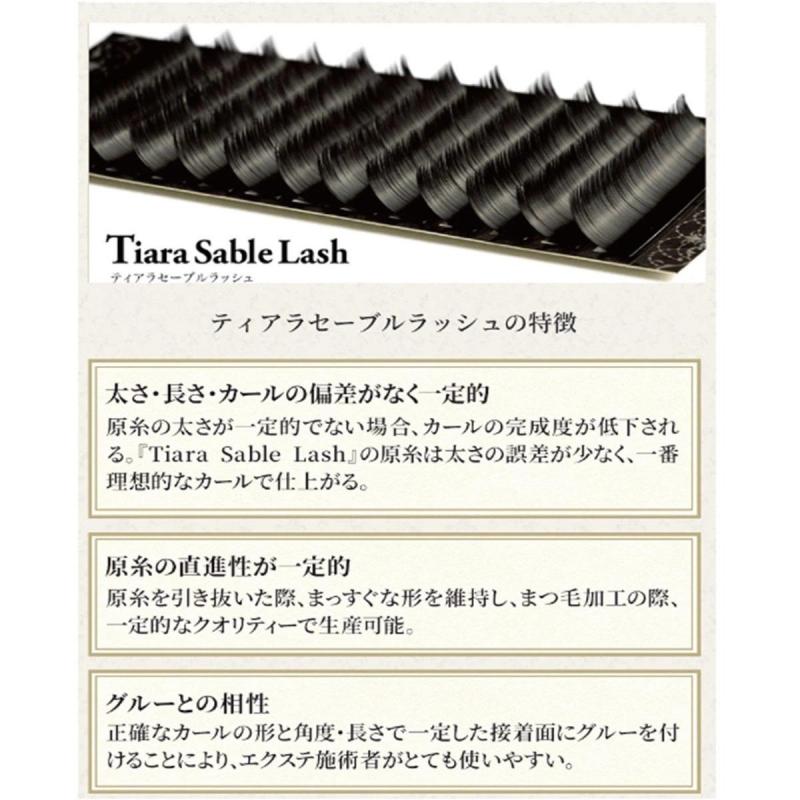 Tiara Sable Lash
ティアラセーブルラッシュ
ティアラセーブルラッシュの特徴
太さ・長さ・カールの偏差がなく一定的
原糸の太さが一定的でない場合、カールの完成度が低下され
る。『Tiara Sable Lash』の原糸は太さの誤差が少なく、一番
理想的なカールで仕上がる。
原糸の直進性が一定的
原糸を引き抜いた際、まっすぐな形を維持し、まつ毛加工の際、
一定的なクオリティーで生産可能。
グルーとの相性
正確なカールの形と角度・長さで一定した接着面にグルーを付
けることにより、エクステ施術者がとても使いやすい。